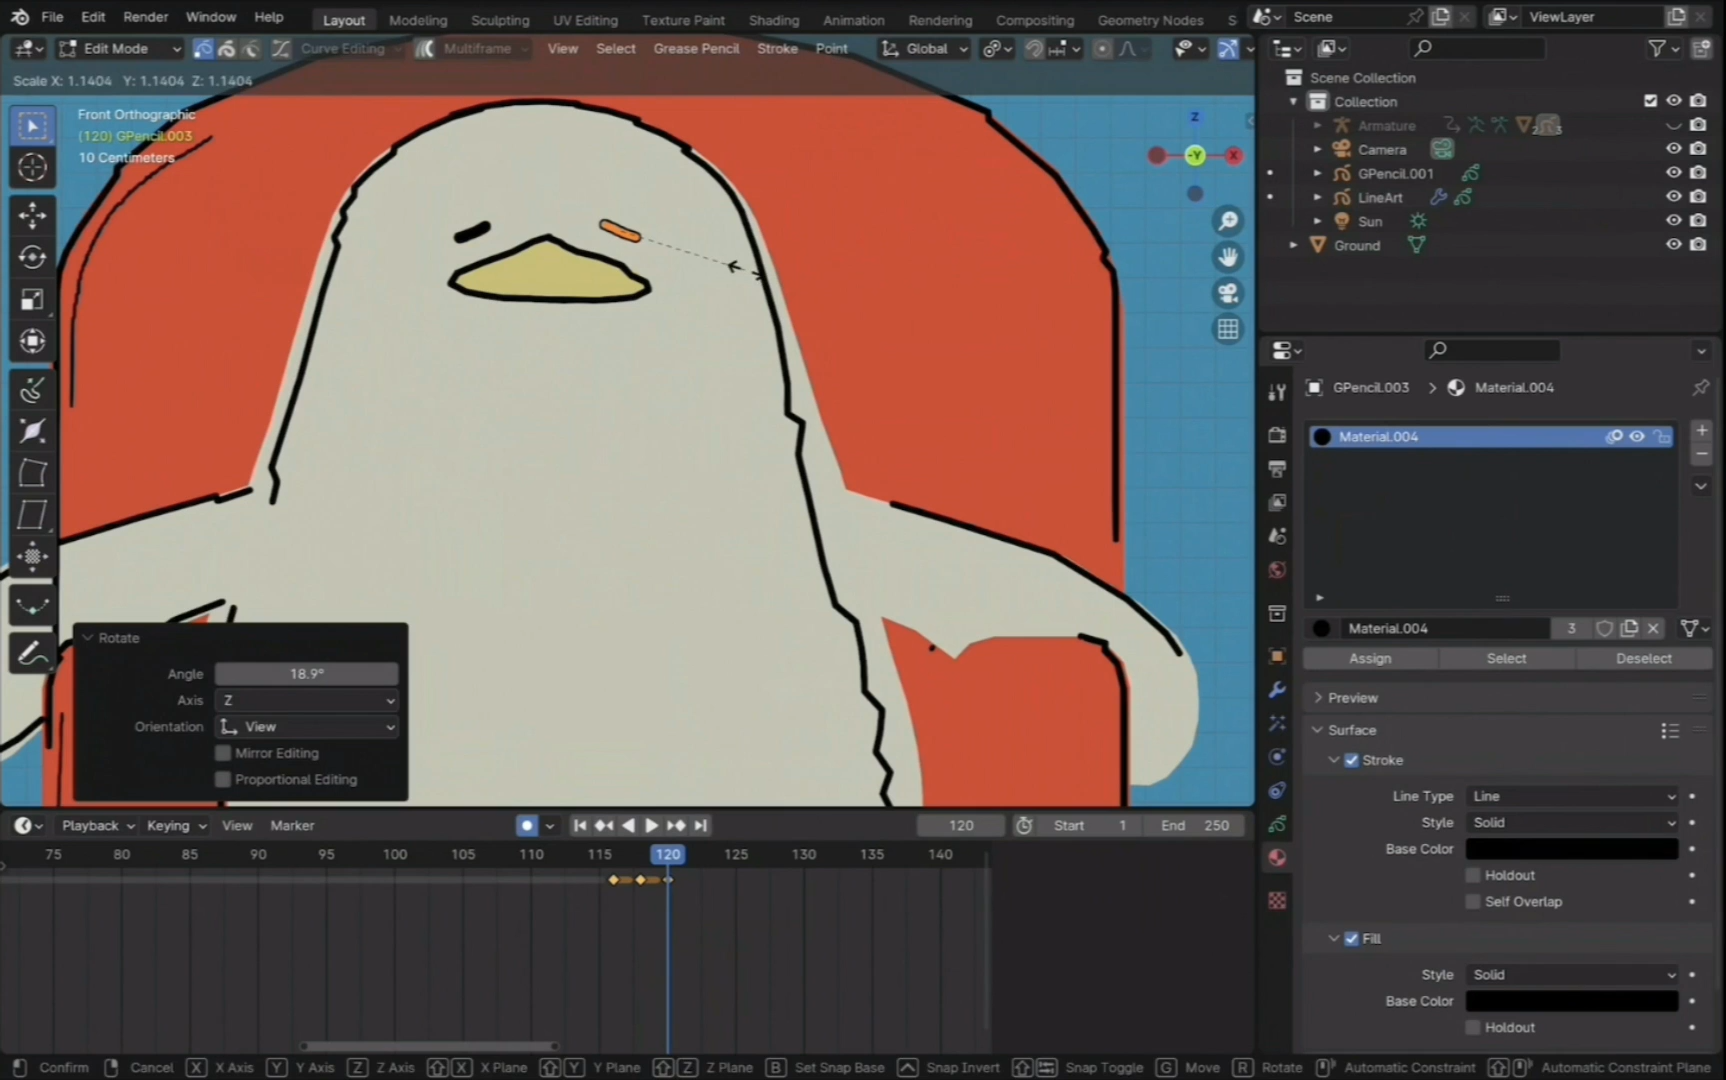 File Edit Render Window Help Layout Modeling Sculpting UV Editing Texture Paint Shading Animation Rendering Compositing Geometry Nodes S Scene ViewLayer
Edit Mode Curve Editing Multiframe View Select Grease Pencil Stroke Point Global
Scale X: 1.1404 Y: 1.1404 Z: 1.1404
Front Orthographic
(120) GPencil.003
10 Centimeters
Z
-Y
X
Scene Collection
Collection
Armature
Camera
GPencil.001
LineArt
Sun
Ground
GPencil.003 > Material.004
Material.004
Material.004 3
Assign Select Deselect
Preview
Surface
Stroke
Line Type Line
Style Solid
Base Color
Holdout
Self Overlap
Fill
Style Solid
Base Color
Holdout
Rotate
Angle 18.9°
Axis Z
Orientation View
Mirror Editing
Proportional Editing
Playback Keying View Marker 120 Start 1 End 250
75 80 85 90 95 100 105 110 115 120 125 130 135 140
Confirm Cancel X X Axis Y Y Axis Z Z Axis X X Plane Y Y Plane Z Z Plane B Set Snap Base Snap Invert Snap Toggle G Move R Rotate Automatic Constraint Automatic Constraint Plane